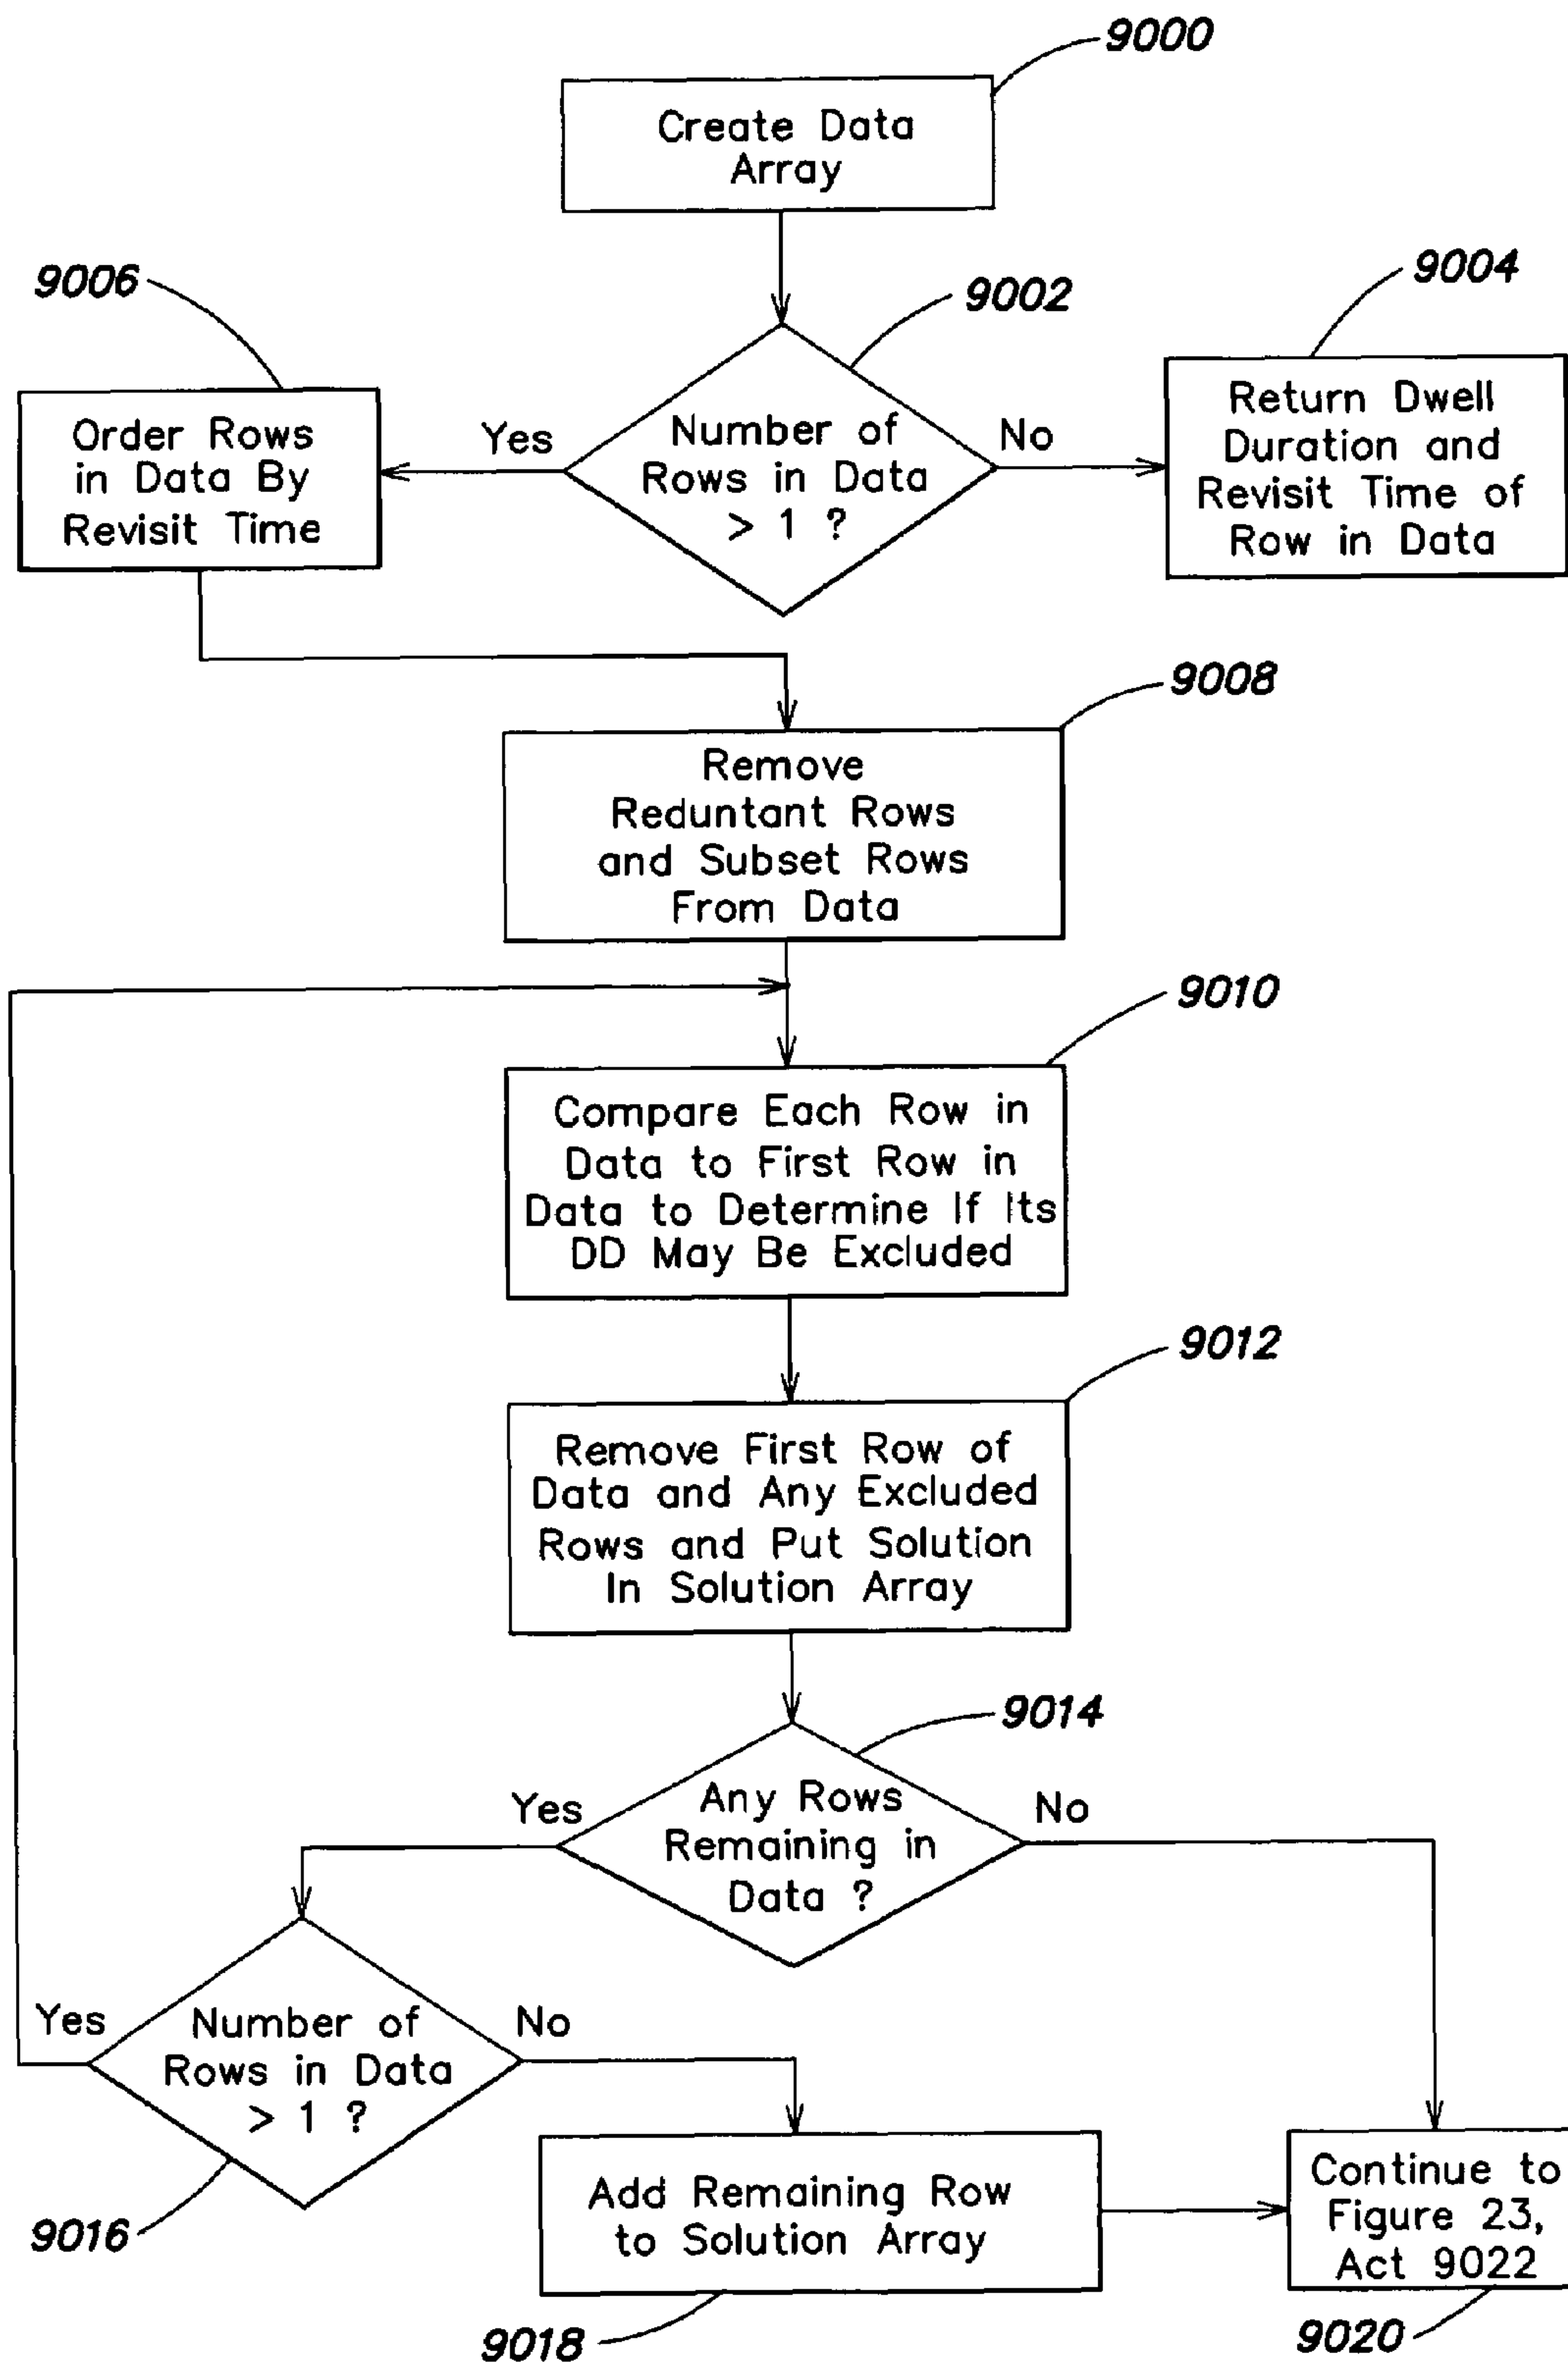 9000
Create Data
Array
9006
9002
9004
Order Rows
in Data By
Revisit Time
Yes
Number of
Rows in Data
> 1 ?
No
Return Dwell
Duration and
Revisit Time of
Row in Data
9008
Remove
Reduntant Rows
and Subset Rows
From Data
9010
Compare Each Row in
Data to First Row in
Data to Determine If Its
DD May Be Excluded
9012
Remove First Row of
Data and Any Excluded
Rows and Put Solution
In Solution Array
9014
Yes
Any Rows
Remaining in
Data ?
No
Yes
Number of
Rows in Data
> 1 ?
No
9016
Add Remaining Row
to Solution Array
9018
Continue to
Figure 23,
Act 9022
9020